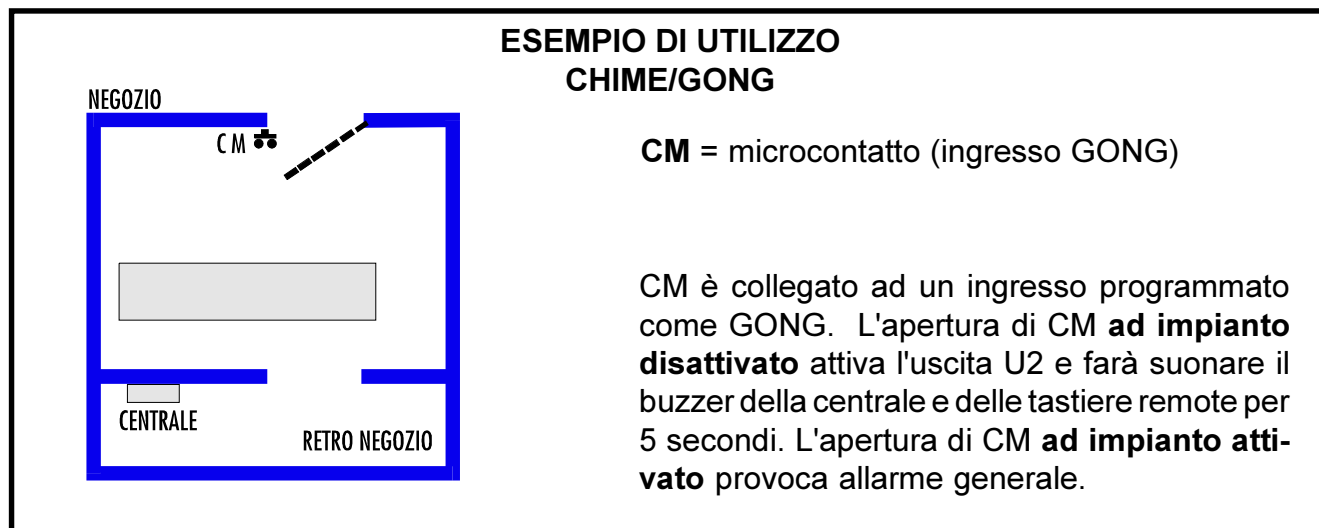 ESEMPIO DI UTILIZZO
CHIME/GONG
NEGOZIO
CM
CENTRALE
RETRO NEGOZIO
CM = microcontatto (ingresso GONG)
CM è collegato ad un ingresso programmato
come GONG. L'apertura di CM ad impianto
disattivato attiva l'uscita U2 e farà suonare il
buzzer della centrale e delle tastiere remote per
5 secondi. L'apertura di CM ad impianto atti-
vato provoca allarme generale.